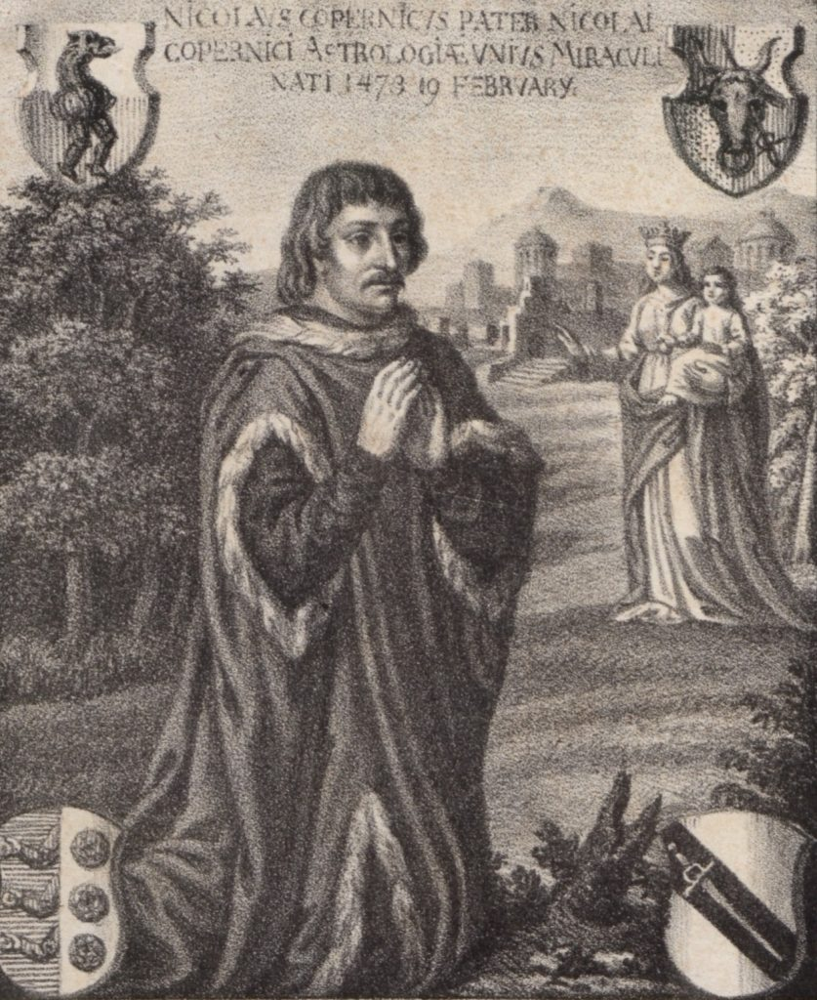 NICOLAVS COPERNICVS PATER NICOLAI
COPERNICI ASTROLOGIÆ VNIVS MIRACVLI
NATI 1473 19 FEBRVARY.